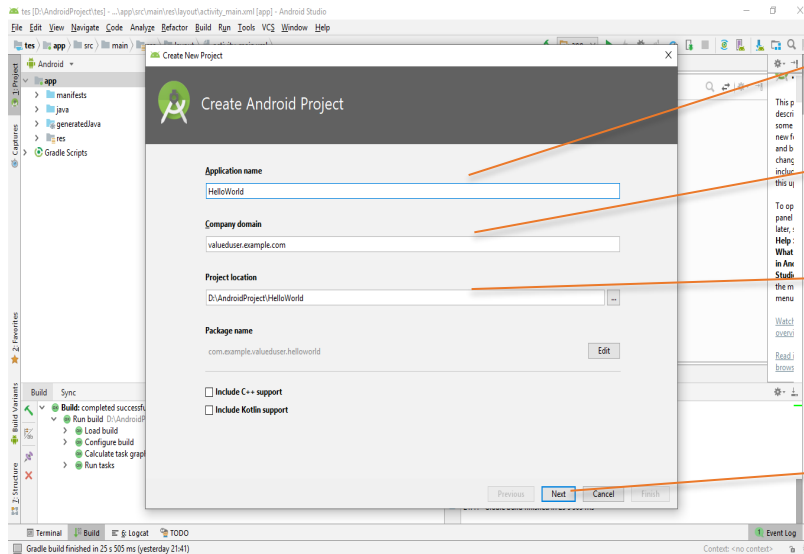 tes [D:\AndroidProject\tes] - ...\app\src\main\res\layout\activity_main.xml [app] - Android Studio
File Edit View Navigate Code Analyze Refactor Build Run Tools VCS Window Help
tes app src main
1: Project
Captures
2: Favorites
Build Variants
Z: Structure
Android
app
manifests
java
generatedJava
res
Gradle Scripts
Create New Project
Create Android Project
Application name
HelloWorld
Company domain
valueduser.example.com
Project location
D:\AndroidProject\HelloWorld
...
Package name
com.example.valueduser.helloworld
Edit
Include C++ support
Include Kotlin support
Previous Next Cancel Finish
This p
descri
some
new f
and b
chang
includ
this u
To op
panel
later,
Help
What
in An
Studi
the m
menu
Watch
overvi
Read i
brows
Build Sync
Build: completed successfu
Run build D:\AndroidP
Load build
Configure build
Calculate task grap
Run tasks
Terminal Build 6: Logcat TODO
1 Event Log
Gradle build finished in 25 s 505 ms (yesterday 21:41)
Context: <no context>